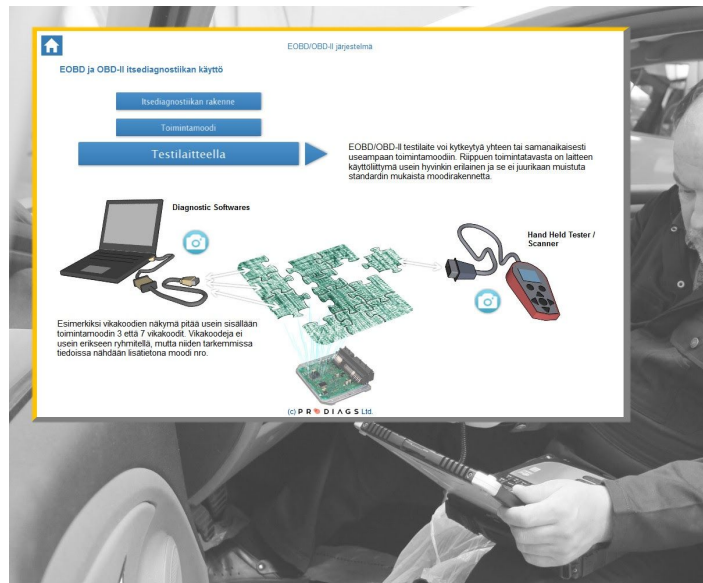 EOBD/OBD-II järjestelmä
EOBD ja OBD-II itsediagnostiikan käyttö
Itsediagnostiikan rakenne
Toimintamoodi
Testilaitteella
EOBD/OBD-II testilaite voi kytkeytyä yhteen tai samanaikaisesti
useampaan toimintamoodiin. Riippuen toimintatavasta on laitteen
käyttöliittymä usein hyvinkin erilainen ja se ei juurikaan muistuta
standardin mukaista moodirakennetta.
Diagnostic Softwares
Hand Held Tester /
Scanner
Esimerkiksi vikakoodien näkymä pitää usein sisällään
toimintamoodin 3 että 7 vikakoodit. Vikakoodeja ei
usein erikseen ryhmitellä, mutta niiden tarkemmissa
tiedoissa nähdään lisätietona moodi nro.
(c) PRODIAGS Ltd.